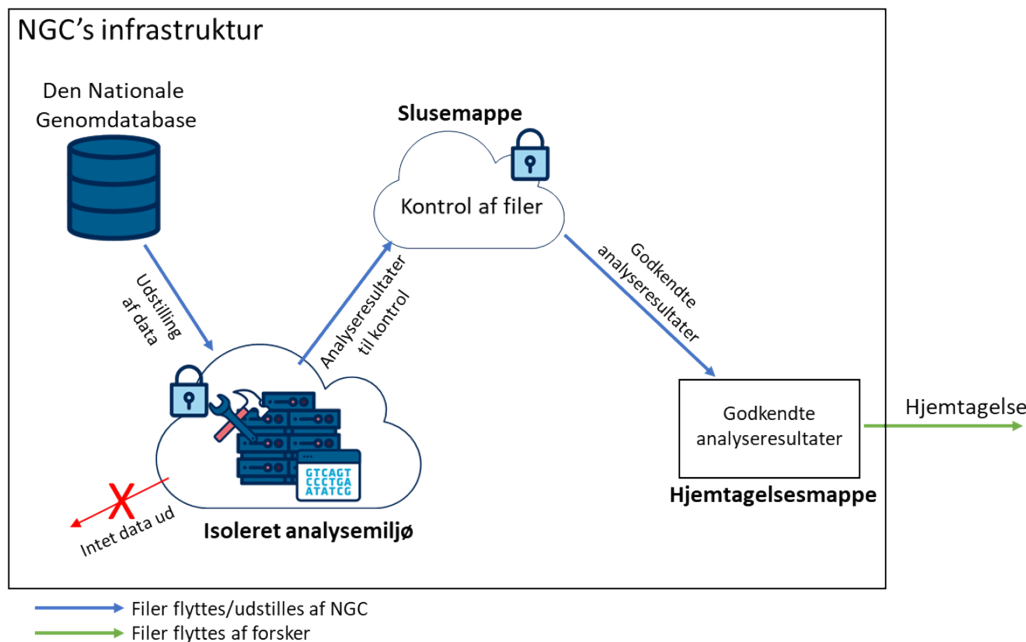 NGC's infrastruktur
Den Nationale
Genomdatabase
Slusemappe
Kontrol af filer
Udstilling
af data
Analyseresultater
til kontrol
Godkendte
analyseresultater
GTCAGT
CCCTGA
ATATCG
Intet data ud
Isoleret analysemiljø
Godkendte
analyseresultater
Hjemtagelsesmappe
Hjemtagelse
Filer flyttes/udstilles af NGC
Filer flyttes af forsker